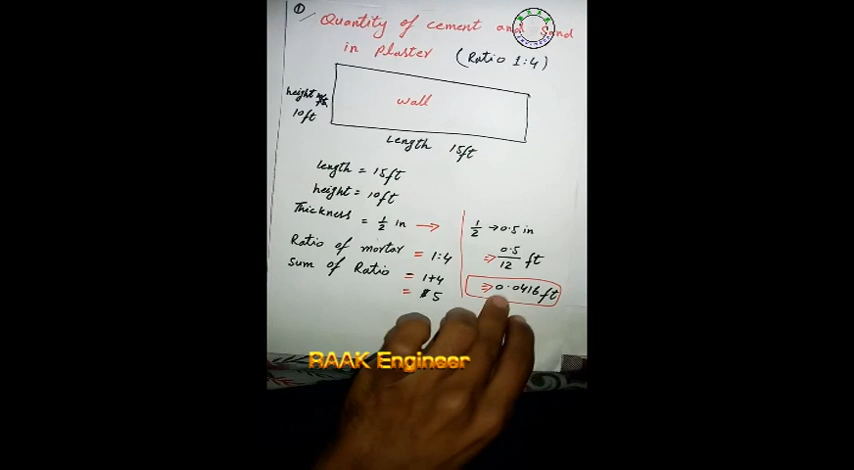 ①
Quantity of cement and Sand
in Plaster (Ratio 1:4)
wall
height
10ft
Length 15ft
length = 15ft
height = 10ft
Thickness = 1/2 in →
1/2 → 0.5 in
⇒ 0.5/12 ft
⇒ 0.0416 ft
Ratio of mortar = 1:4
Sum of Ratio = 1+4
= 5
RAAK Engineer